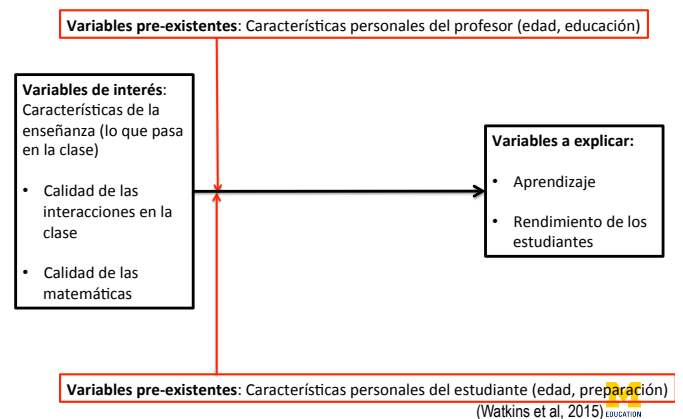 Variables pre-existentes: Características personales del profesor (edad, educación)
Variables de interés:
Características de la
enseñanza (lo que pasa
en la clase)
• Calidad de las
interacciones en la
clase
• Calidad de las
matemáticas
Variables a explicar:
• Aprendizaje
• Rendimiento de los
estudiantes
Variables pre-existentes: Características personales del estudiante (edad, preparación)
(Watkins et al, 2015)
M
EDUCATION